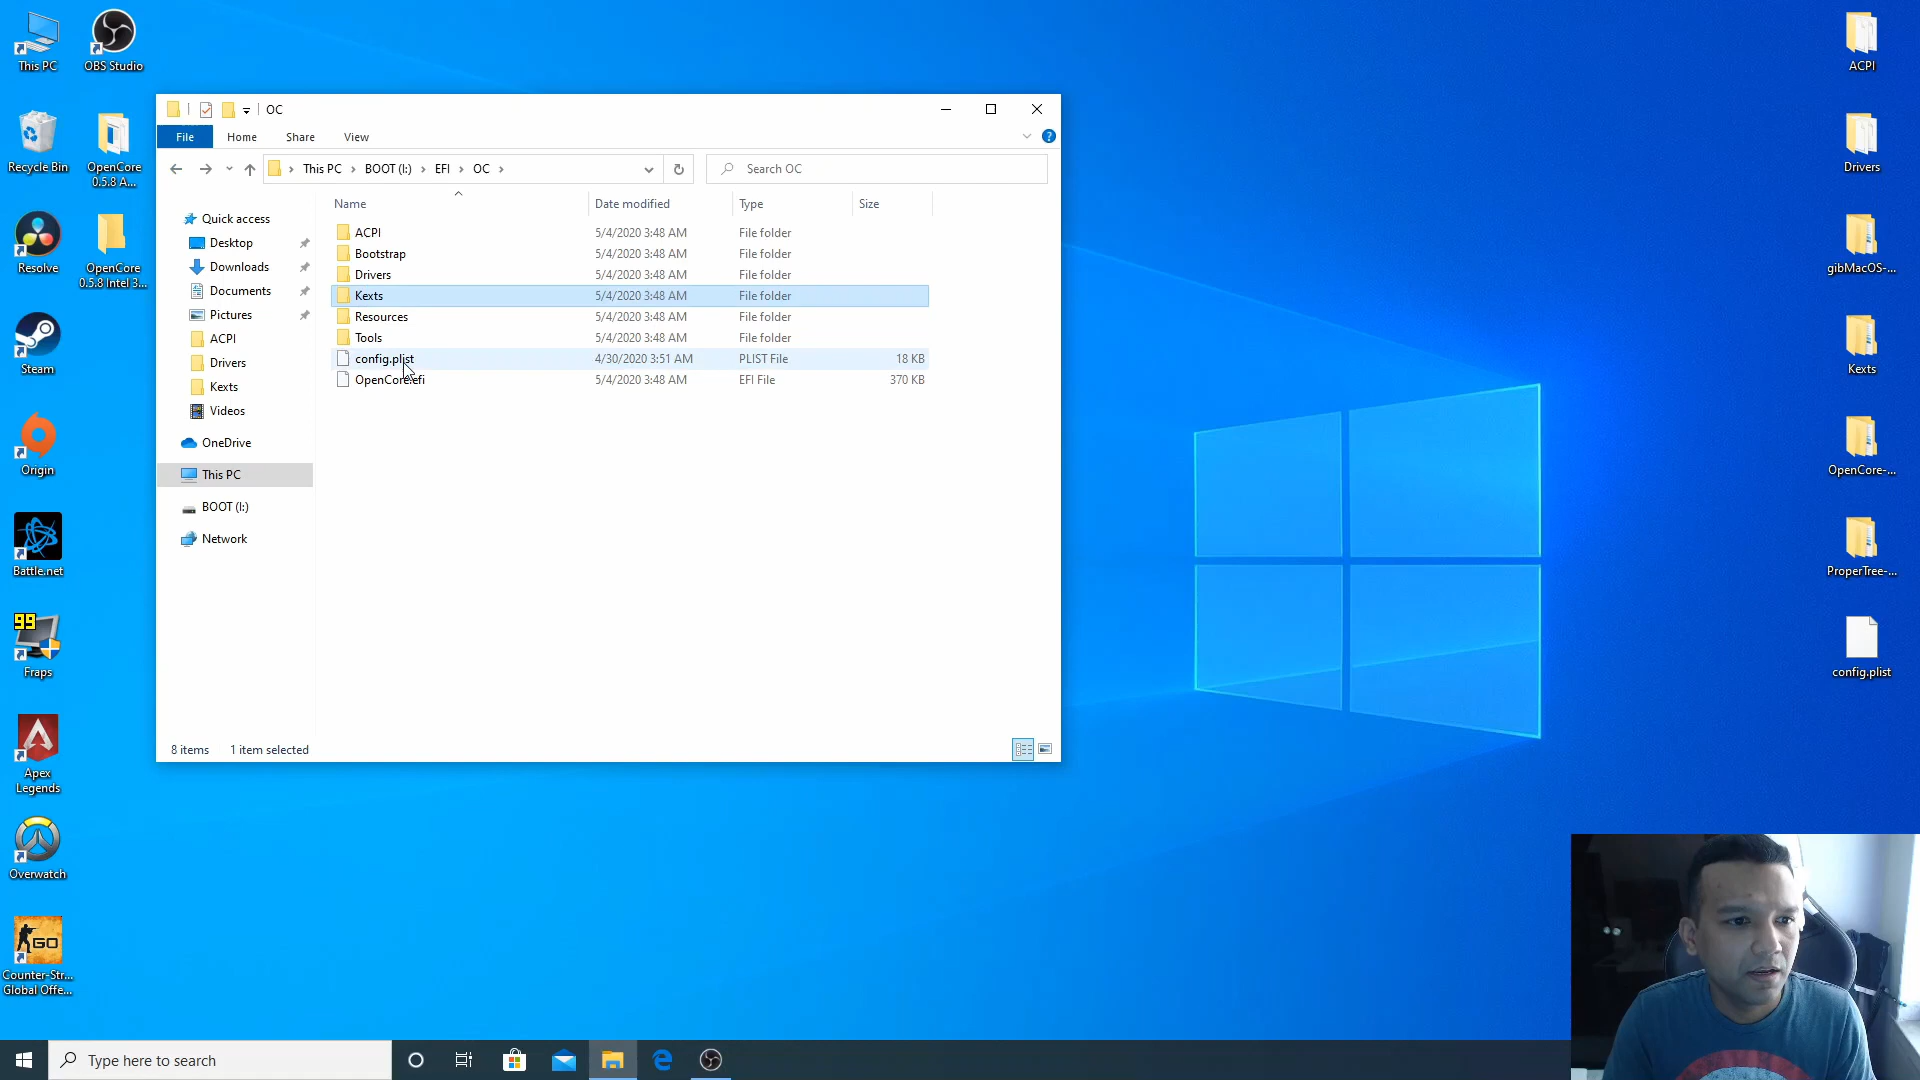 This PC
OBS Studio
Recycle Bin
OpenCore
0.5.8 A...
Resolve
OpenCore
0.5.8 Intel 3...
Steam
Origin
Battle.net
99
Fraps
Apex
Legends
Overwatch
GO
Counter-Str...
Global Offe...
OC
File
Home
Share
View
This PC
BOOT (I:)
EFI
OC
Search OC
Name
Date modified
Type
Size
Quick access
Desktop
Downloads
Documents
Pictures
ACPI
Drivers
Kexts
Videos
OneDrive
This PC
BOOT (I:)
Network
ACPI 5/4/2020 3:48 AM File folder
Bootstrap 5/4/2020 3:48 AM File folder
Drivers 5/4/2020 3:48 AM File folder
Kexts 5/4/2020 3:48 AM File folder
Resources 5/4/2020 3:48 AM File folder
Tools 5/4/2020 3:48 AM File folder
config.plist 4/30/2020 3:51 AM PLIST File 18 KB
OpenCore.efi 5/4/2020 3:48 AM EFI File 370 KB
8 items
1 item selected
ACPI
Drivers
gibMacOS-...
Kexts
OpenCore-...
ProperTree-...
config.plist
Type here to search